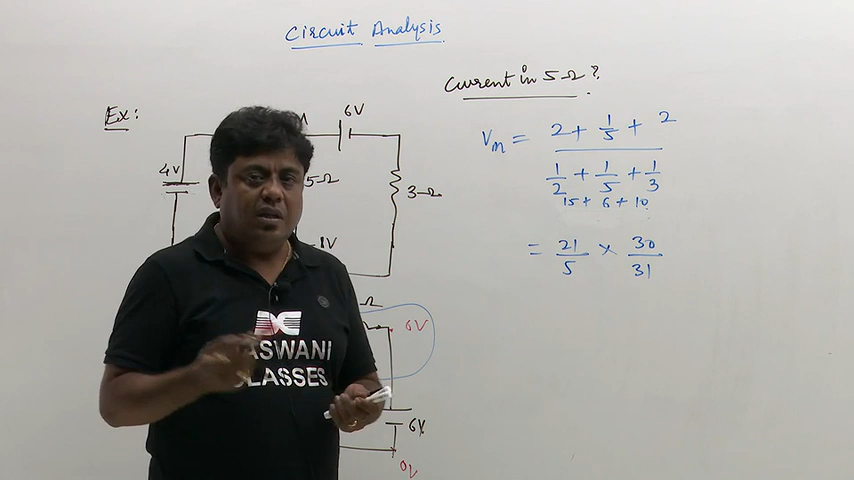 Circuit Analysis
Current in 5 Ω ?
Ex:
6V
4V
5Ω
3Ω
1V
Vm = 2 + 1/5 + 2
1/2 + 1/5 + 1/3
15 + 6 + 10
= 21/5 × 30/31
Ω
6V
6V
0V
ASWANI
CLASSES